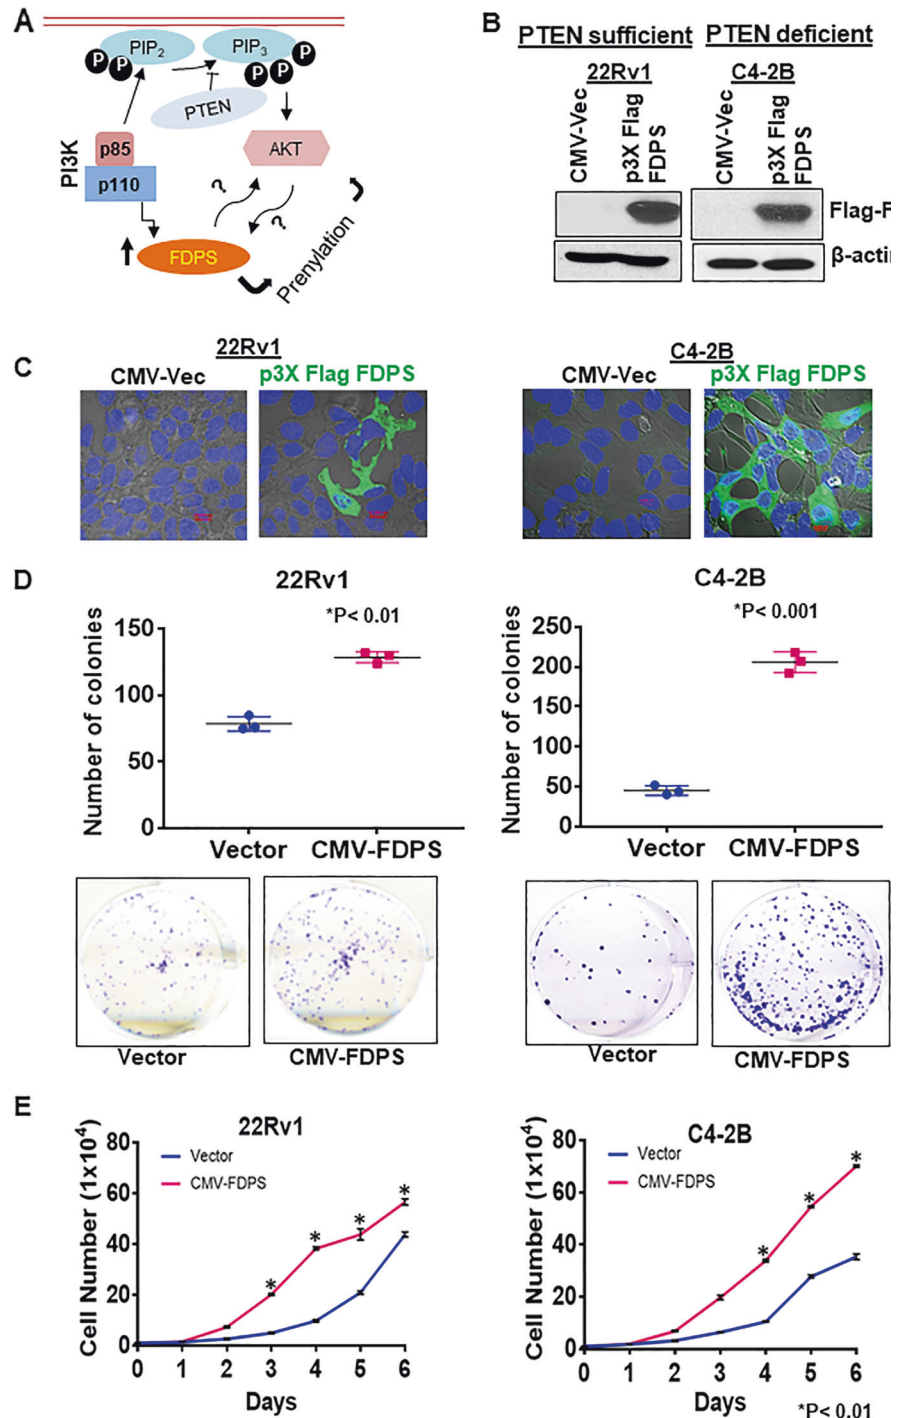 A
PIP2
PIP3
P
P
P
P
P
PTEN
PI3K
p85
p110
AKT
?
?
FDPS
Prenylation
B
PTEN sufficient
PTEN deficient
22Rv1
C4-2B
CMV-Vec
p3X Flag
FDPS
CMV-Vec
p3X Flag
FDPS
Flag-F
β-actin
C
22Rv1
C4-2B
CMV-Vec
p3X Flag FDPS
CMV-Vec
p3X Flag FDPS
D
22Rv1
*P< 0.01
Number of colonies
150
100
50
0
Vector
CMV-FDPS
C4-2B
*P< 0.001
Number of colonies
250
200
150
100
50
0
Vector
CMV-FDPS
Vector
CMV-FDPS
Vector
CMV-FDPS
E
22Rv1
Cell Number (1x10^4)
80
60
40
20
0
Vector
CMV-FDPS
*
*
*
*
0 1 2 3 4 5 6
Days
C4-2B
Cell Number (1x10^4)
80
60
40
20
0
Vector
CMV-FDPS
*
*
*
0 1 2 3 4 5 6
Days
*P< 0.01